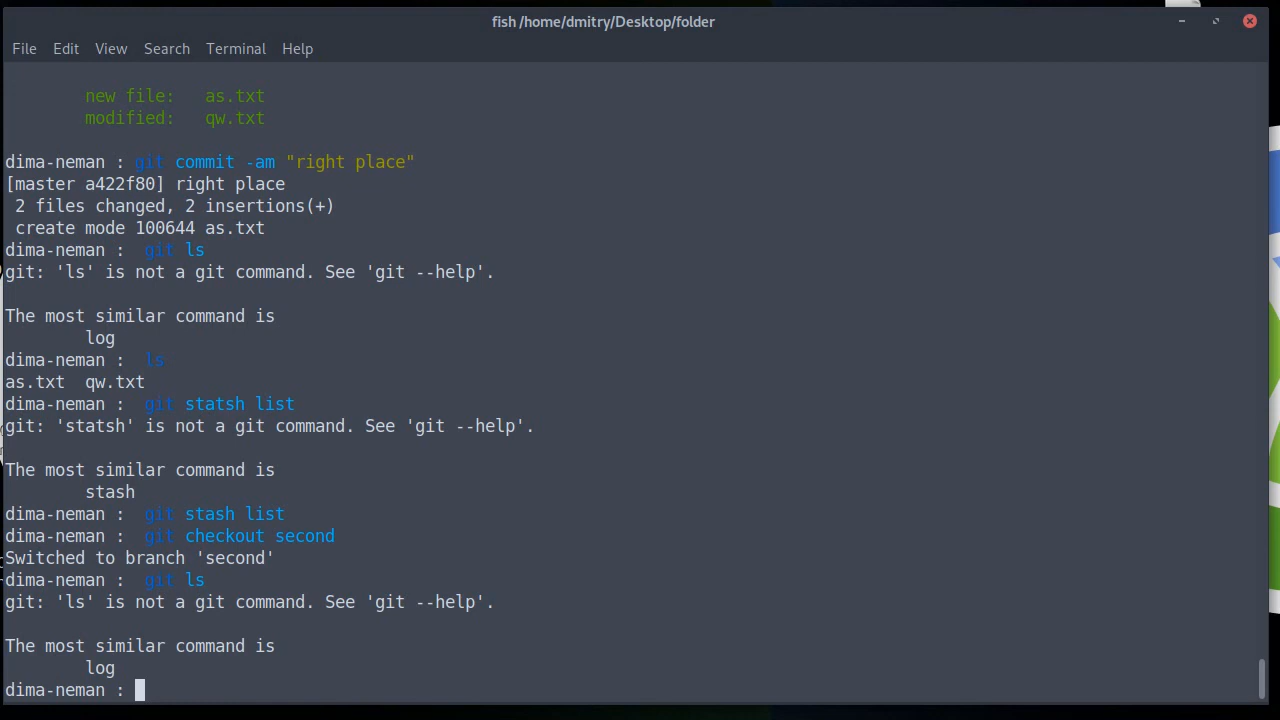 fish /home/dmitry/Desktop/folder
File Edit View Search Terminal Help
new file:   as.txt
modified:   qw.txt
dima-neman : git commit -am "right place"
[master a422f80] right place
2 files changed, 2 insertions(+)
create mode 100644 as.txt
dima-neman :  git ls
git: 'ls' is not a git command. See 'git --help'.
The most similar command is
log
dima-neman :  ls
as.txt  qw.txt
dima-neman :  git statsh list
git: 'statsh' is not a git command. See 'git --help'.
The most similar command is
stash
dima-neman :  git stash list
dima-neman :  git checkout second
Switched to branch 'second'
dima-neman :  git ls
git: 'ls' is not a git command. See 'git --help'.
The most similar command is
log
dima-neman :